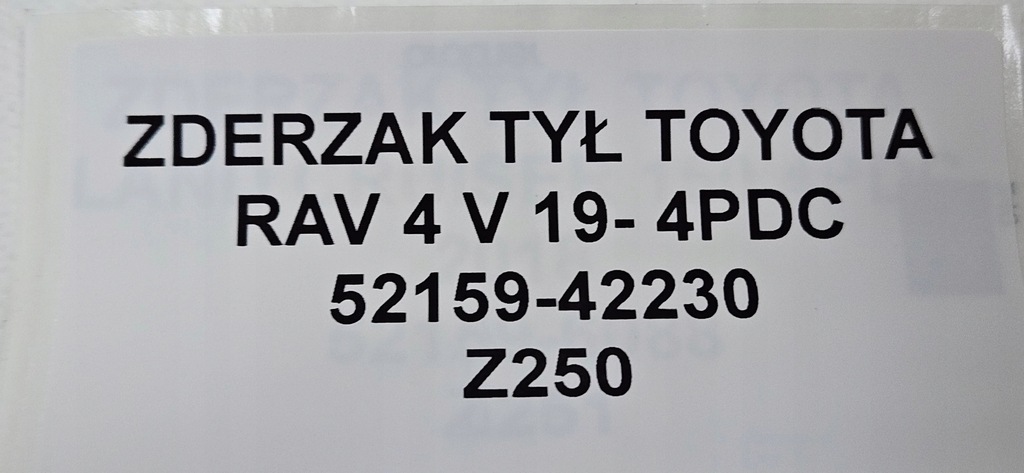 ZDERZAK TYŁ TOYOTA
RAV 4 V 19- 4PDC
52159-42230
Z250